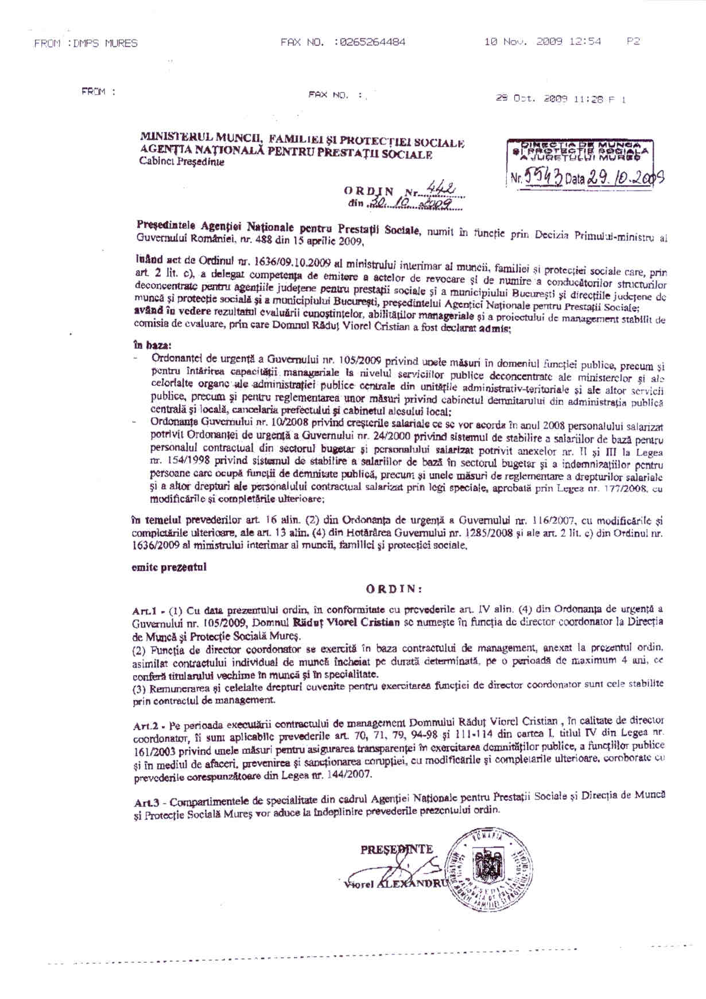 FROM :DMPS MURES FAX NO. :0265264484 10 Nov. 2009 12:54 P2
FROM : FAX NO. : 29 Oct. 2009 11:28 P 1
MINISTERUL MUNCII, FAMILIEI ŞI PROTECŢIEI SOCIALE
AGENŢIA NAŢIONALĂ PENTRU PRESTAŢII SOCIALE
Cabinet Preşedinte
DIRECTIA DE MUNCA
SI PROTECTIE SOCIALA
A JUDETULUI MURES
Nr. 5543 Data 29.10.2009
ORDIN Nr. 442
din 30.10.2009
Preşedintele Agenţiei Naţionale pentru Prestaţii Sociale, numit în funcţie prin Decizia Primului-ministru al
Guvernului României, nr. 488 din 15 aprilie 2009,
luând act de Ordinul nr. 1636/09.10.2009 al ministrului interimar al muncii, familiei şi protecţiei sociale care, prin
art. 2 lit. c), a delegat competenţa de emitere a actelor de revocare şi de numire a conducătorilor structurilor
deconcentrate pentru agenţiile judeţene pentru prestaţii sociale şi a municipiului Bucureşti şi direcţiile judeţene de
muncă şi protecţie socială şi a municipiului Bucureşti, preşedintelui Agenţiei Naţionale pentru Prestaţii Sociale;
având în vedere rezultatul evaluării cunoştinţelor, abilităţilor manageriale şi a proiectului de management stabilit de
comisia de evaluare, prin care Domnul Răduţ Viorel Cristian a fost declarat admis;
în baza:
- Ordonanţei de urgenţă a Guvernului nr. 105/2009 privind unele măsuri în domeniul funcţiei publice, precum şi
pentru întărirea capacităţii manageriale la nivelul serviciilor publice deconcentrate ale ministerelor şi ale
celorlalte organe ale administraţiei publice centrale din unităţile administrativ-teritoriale şi ale altor servicii
publice, precum şi pentru reglementarea unor măsuri privind cabinetul demnitarului din administraţia publică
centrală şi locală, cancelaria prefectului şi cabinetul alesului local;
- Ordonanţa Guvernului nr. 10/2008 privind creşterile salariale ce se vor acorda în anul 2008 personalului salarizat
potrivit Ordonanţei de urgenţă a Guvernului nr. 24/2000 privind sistemul de stabilire a salariilor de bază pentru
personalul contractual din sectorul bugetar şi personalului salarizat potrivit anexelor nr. II şi III la Legea
nr. 154/1998 privind sistemul de stabilire a salariilor de bază în sectorul bugetar şi a indemnizaţiilor pentru
persoane care ocupă funcţii de demnitate publică, precum şi unele măsuri de reglementare a drepturilor salariale
şi a altor drepturi ale personalului contractual salarizat prin legi speciale, aprobată prin Legea nr. 177/2008, cu
modificările şi completările ulterioare;
în temeiul prevederilor art. 16 alin. (2) din Ordonanţa de urgenţă a Guvernului nr. 116/2007, cu modificările şi
completările ulterioare, ale art. 13 alin. (4) din Hotărârea Guvernului nr. 1285/2008 şi ale art. 2 lit. c) din Ordinul nr.
1636/2009 al ministrului interimar al muncii, familiei şi protecţiei sociale,
emite prezentul
ORDIN:
Art.1 - (1) Cu data prezentului ordin, în conformitate cu prevederile art. IV alin. (4) din Ordonanţa de urgenţă a
Guvernului nr. 105/2009, Domnul Răduţ Viorel Cristian se numeşte în funcţia de director coordonator la Direcţia
de Muncă şi Protecţie Socială Mureş.
(2) Funcţia de director coordonator se exercită în baza contractului de management, anexat la prezentul ordin,
asimilat contractului individual de muncă încheiat pe durată determinată, pe o perioadă de maximum 4 ani, ce
conferă titularului vechime în muncă şi în specialitate.
(3) Remunerarea şi celelalte drepturi cuvenite pentru exercitarea funcţiei de director coordonator sunt cele stabilite
prin contractul de management.
Art.2 - Pe perioada executării contractului de management Domnului Răduţ Viorel Cristian , în calitate de director
coordonator, îi sunt aplicabile prevederile art. 70, 71, 79, 94-98 şi 111-114 din cartea I, titlul IV din Legea nr.
161/2003 privind unele măsuri pentru asigurarea transparenţei în exercitarea demnităţilor publice, a funcţiilor publice
şi în mediul de afaceri, prevenirea şi sancţionarea corupţiei, cu modificările şi completările ulterioare, coroborate cu
prevederile corespunzătoare din Legea nr. 144/2007.
Art.3 - Compartimentele de specialitate din cadrul Agenţiei Naţionale pentru Prestaţii Sociale şi Direcţia de Muncă
şi Protecţie Socială Mureş vor aduce la îndeplinire prevederile prezentului ordin.
PREŞEDINTE
Viorel ALEXANDRU
ROMANIA
PREŞEDINTE